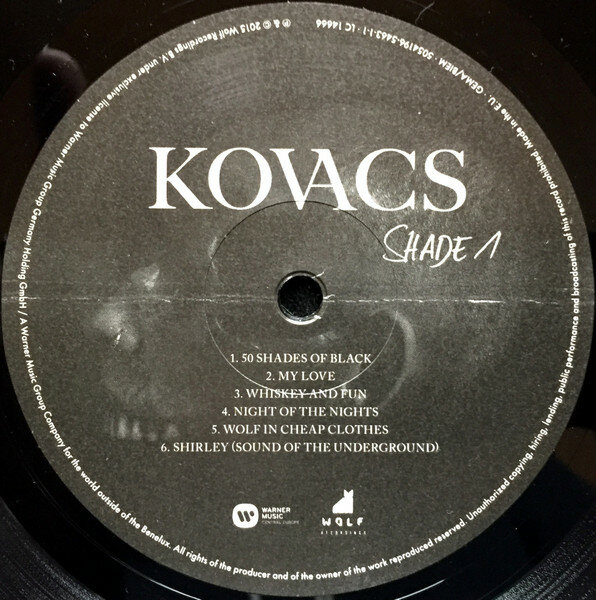 KOVACS
SHADE 1
1. 50 SHADES OF BLACK
2. MY LOVE
3. WHISKEY AND FUN
4. NIGHT OF THE NIGHTS
5. WOLF IN CHEAP CLOTHES
6. SHIRLEY (SOUND OF THE UNDERGROUND)
WARNER
MUSIC
CENTRAL EUROPE
WOLF
RECORDINGS
℗ & © 2015 Wolf Recordings B.V. under exclusive license to Warner Music Group Germany Holding GmbH / A Warner Music Group Company for the world outside of the Benelux. All rights of the producer and of the owner of the work reproduced reserved. Unauthorized copying, hiring, lending, public performance and broadcasting of this record prohibited. Made in the E.U. · GEMA/BIEM · 5054196-5463-1-1 · LC 14666